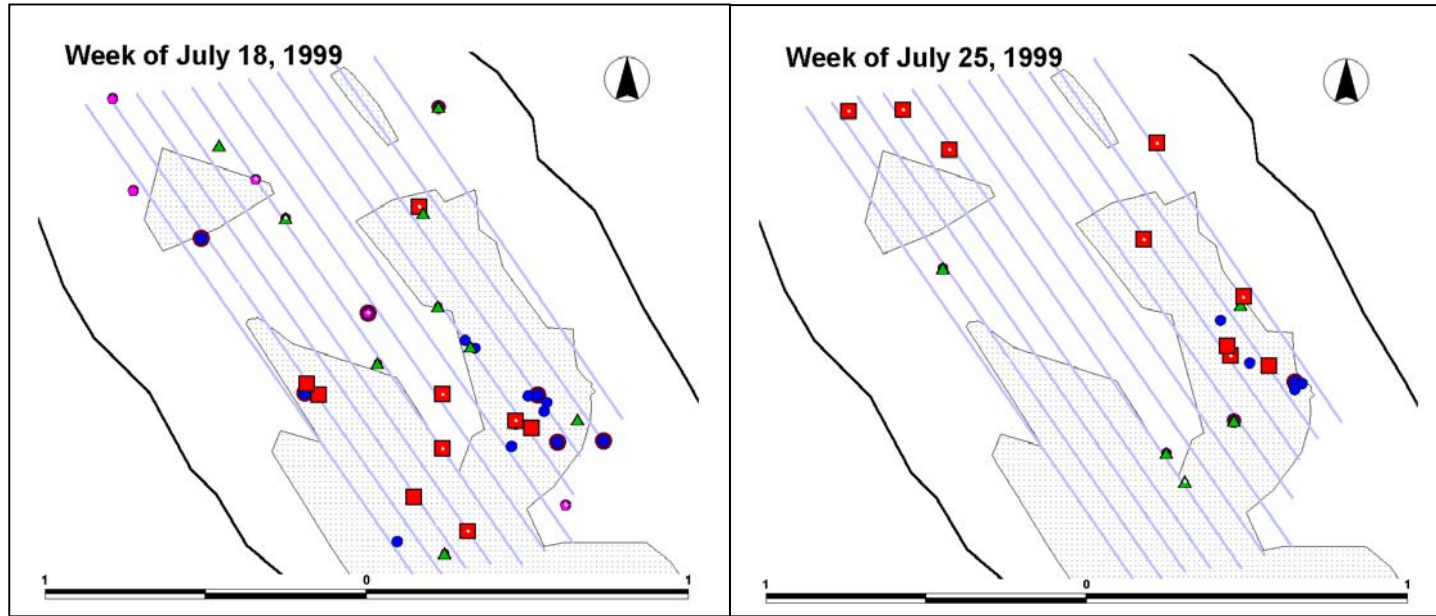 Week of July 18, 1999
1 0 1
Week of July 25, 1999
1 0 1